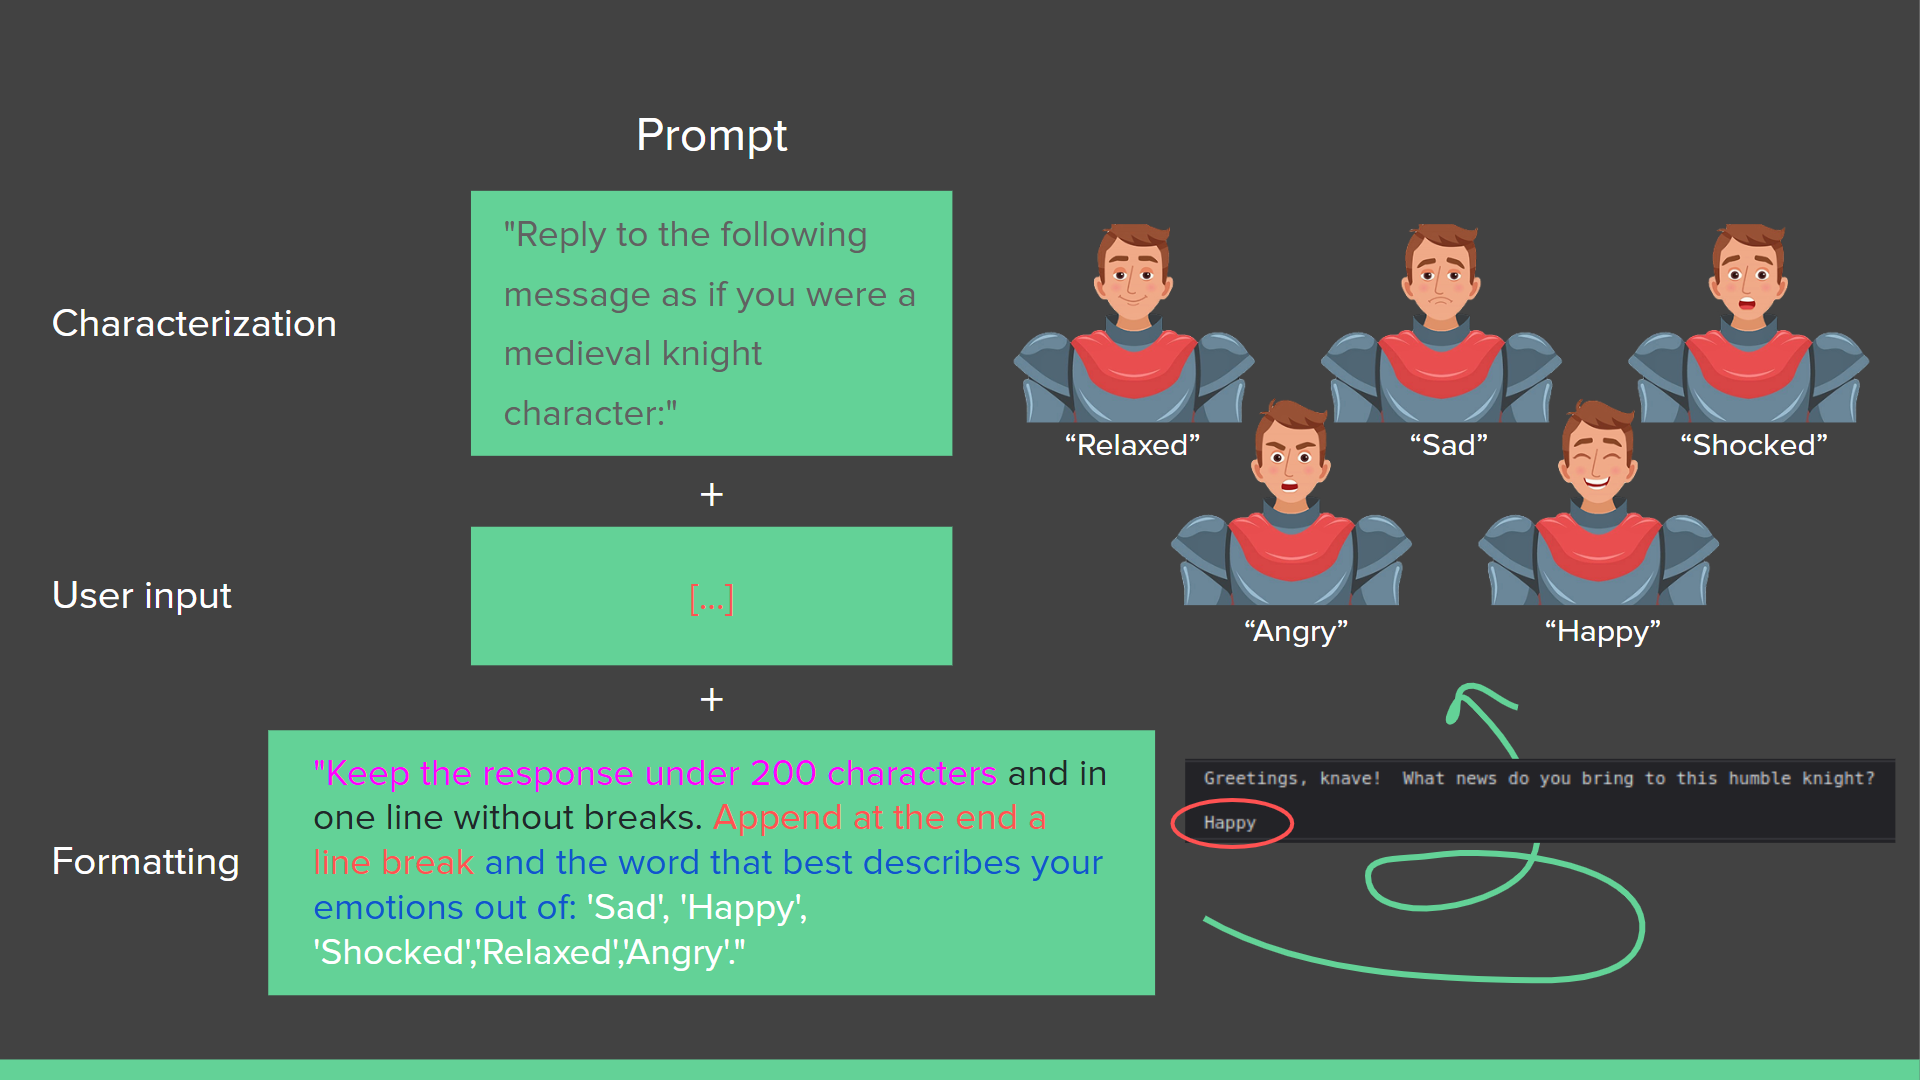 Prompt
Characterization
"Reply to the following
message as if you were a
medieval knight
character:"
+
User input
[...]
+
Formatting
"Keep the response under 200 characters and in
one line without breaks. Append at the end a
line break and the word that best describes your
emotions out of: 'Sad', 'Happy',
'Shocked','Relaxed','Angry'."
“Relaxed”
“Sad”
“Shocked”
“Angry”
“Happy”
Greetings, knave!  What news do you bring to this humble knight?
Happy